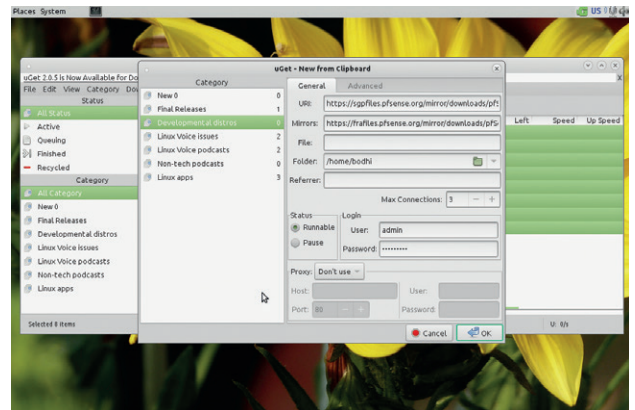 Places System
US
uGet 2.0.5 is Now Available for Do
File Edit View Category Dow
Status
All Status
Active
Queuing
Finished
Recycled
Category
All Category
New 0
Final Releases
Developmental distros
Linux Voice issues
Linux Voice podcasts
Non-tech podcasts
Linux apps
Selected 0 items
uGet - New from Clipboard
Category
New 0 0
Final Releases 1
Developmental distros 0
Linux Voice issues 2
Linux Voice podcasts 2
Non-tech podcasts 0
Linux apps 3
General Advanced
URI: https://sgpfiles.pfsense.org/mirror/downloads/pfS
Mirrors: https://frafiles.pfsense.org/mirror/downloads/pfS
File:
Folder: /home/bodhi
Referrer:
Max Connections: 3 - +
Status Login
Runnable User: admin
Pause Password: ·········
Proxy: Don't use
Host: User:
Port: 80 - + Password:
Cancel OK
Left Speed Up Speed